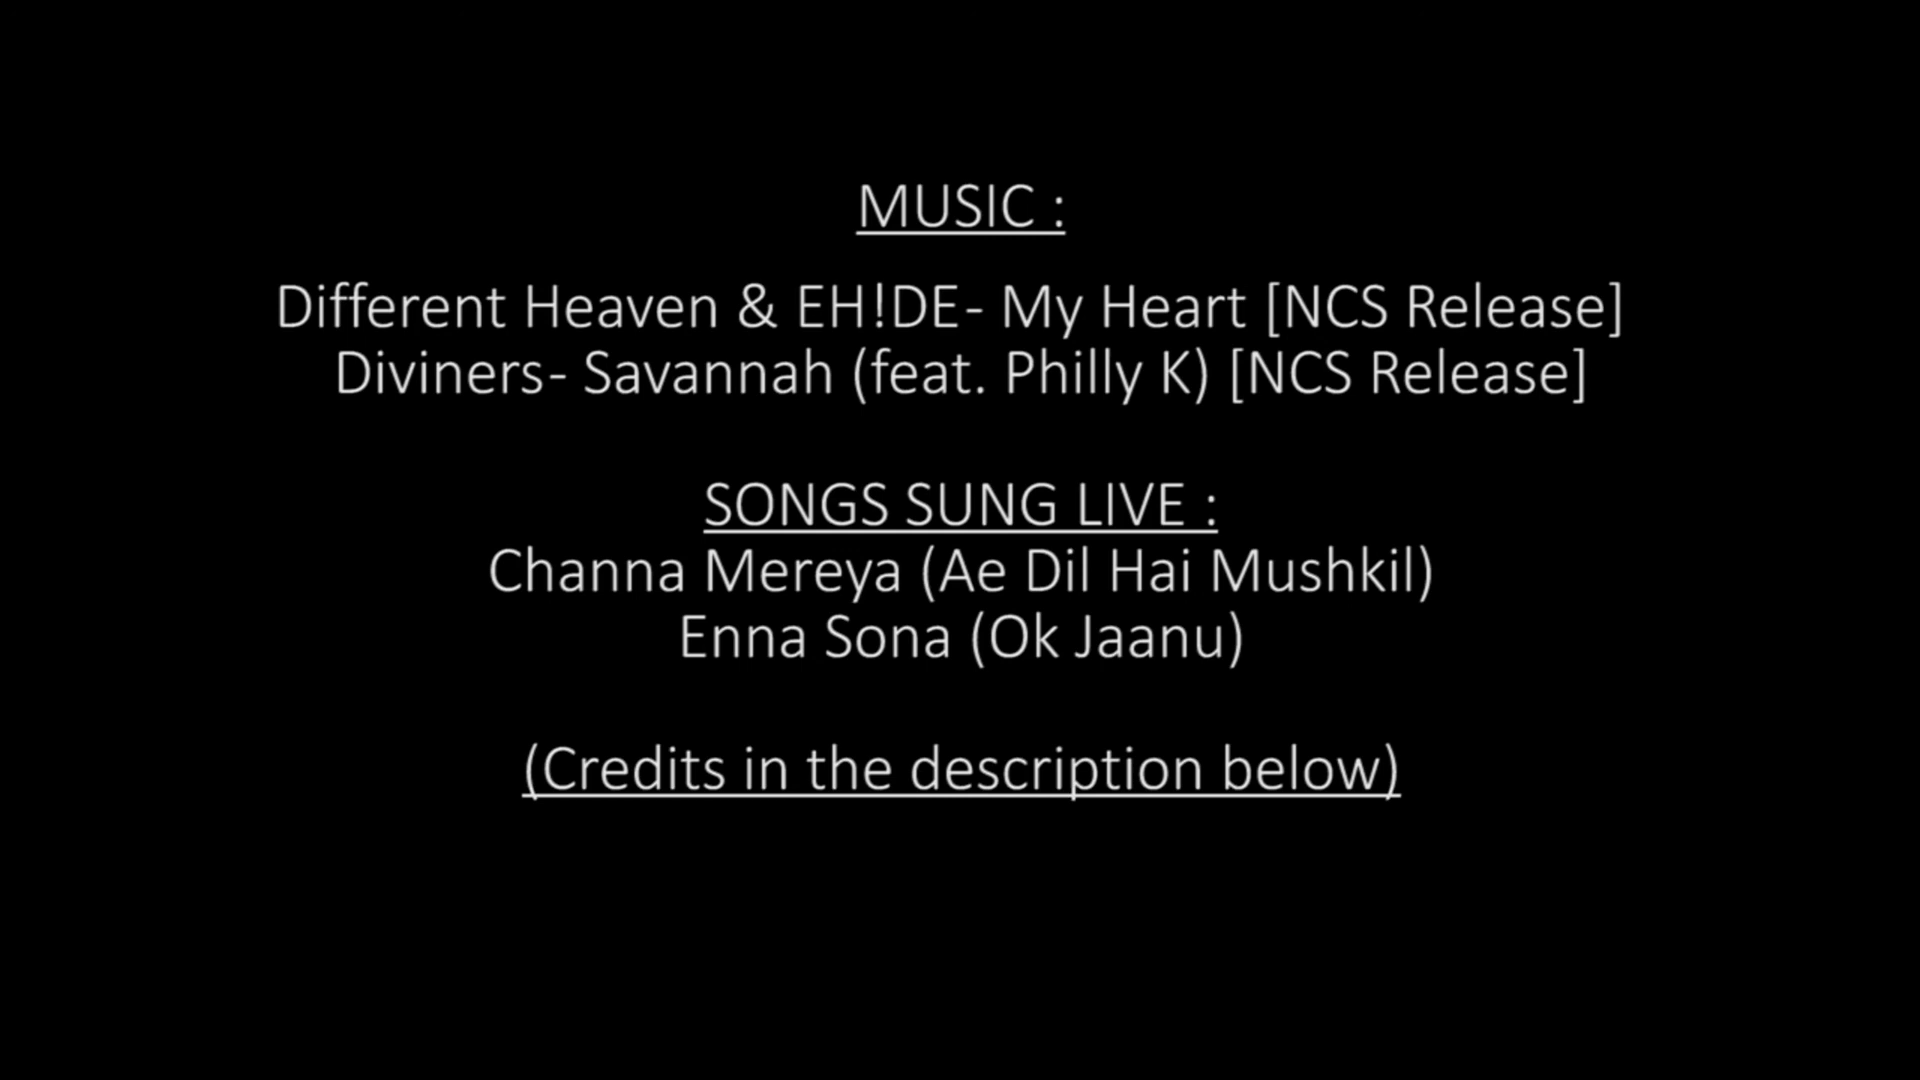 MUSIC :
Different Heaven & EH!DE- My Heart [NCS Release]
Diviners- Savannah (feat. Philly K) [NCS Release]
SONGS SUNG LIVE :
Channa Mereya (Ae Dil Hai Mushkil)
Enna Sona (Ok Jaanu)
(Credits in the description below)